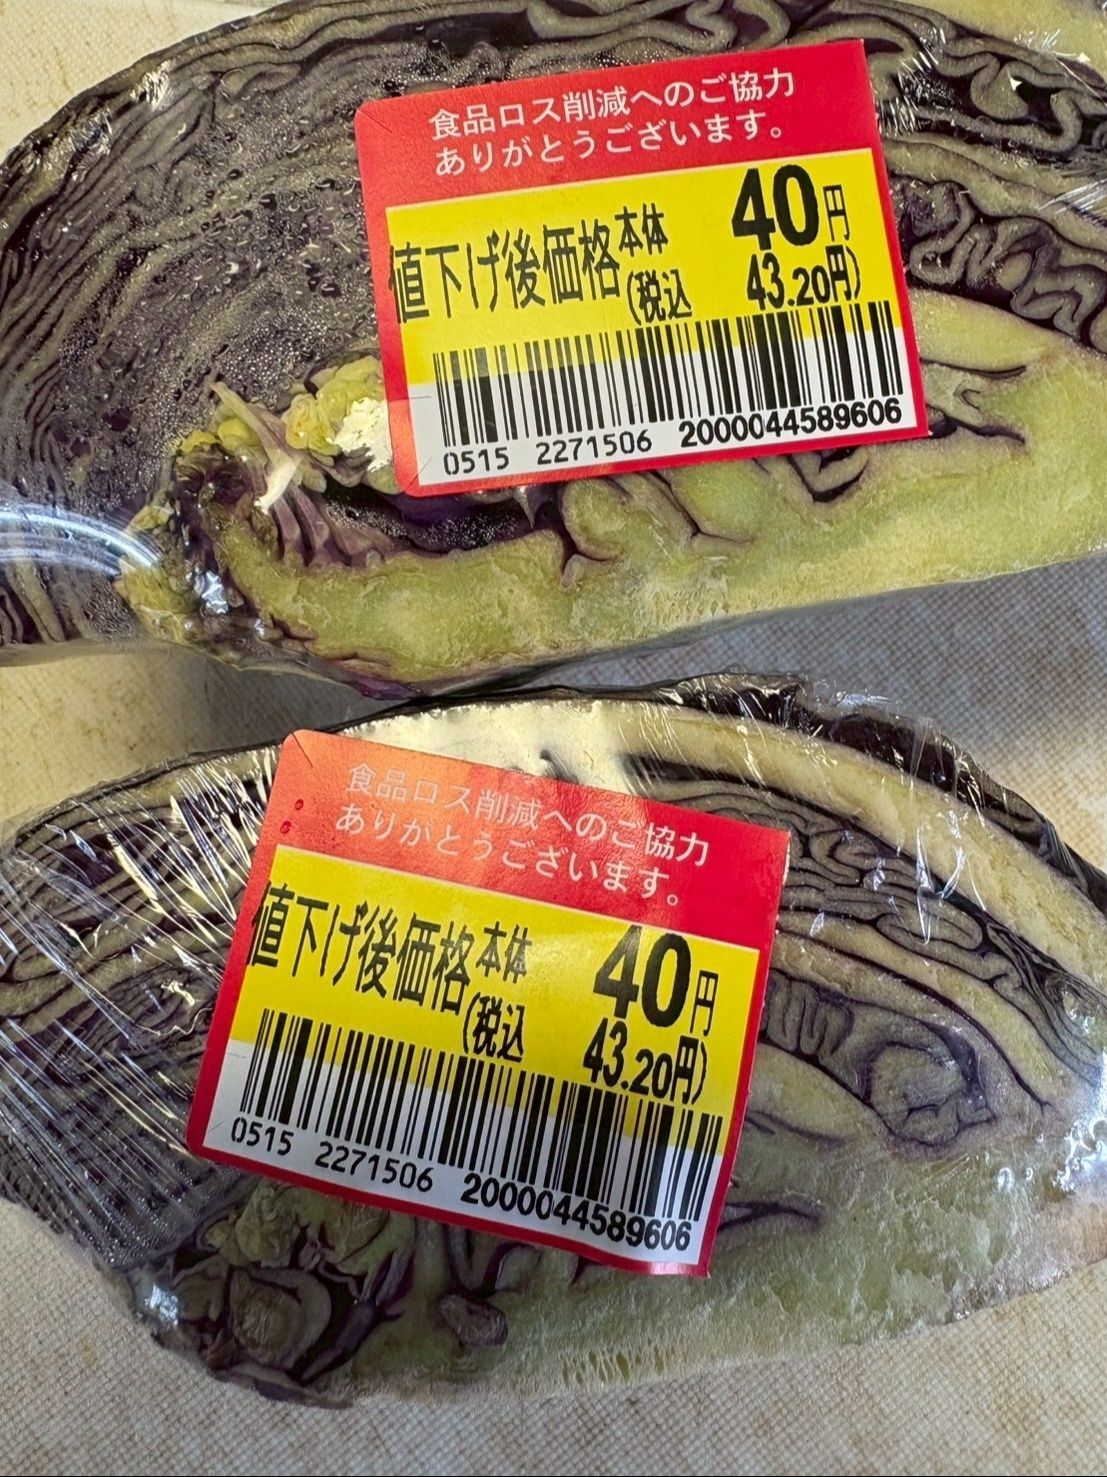 食品ロス削減へのご協力
ありがとうございます。
値下げ後価格本体 40円
(税込 43.20円)
0515 2271506 2000044589606
食品ロス削減へのご協力
ありがとうございます。
値下げ後価格本体 40円
(税込 43.20円)
0515 2271506 2000044589606